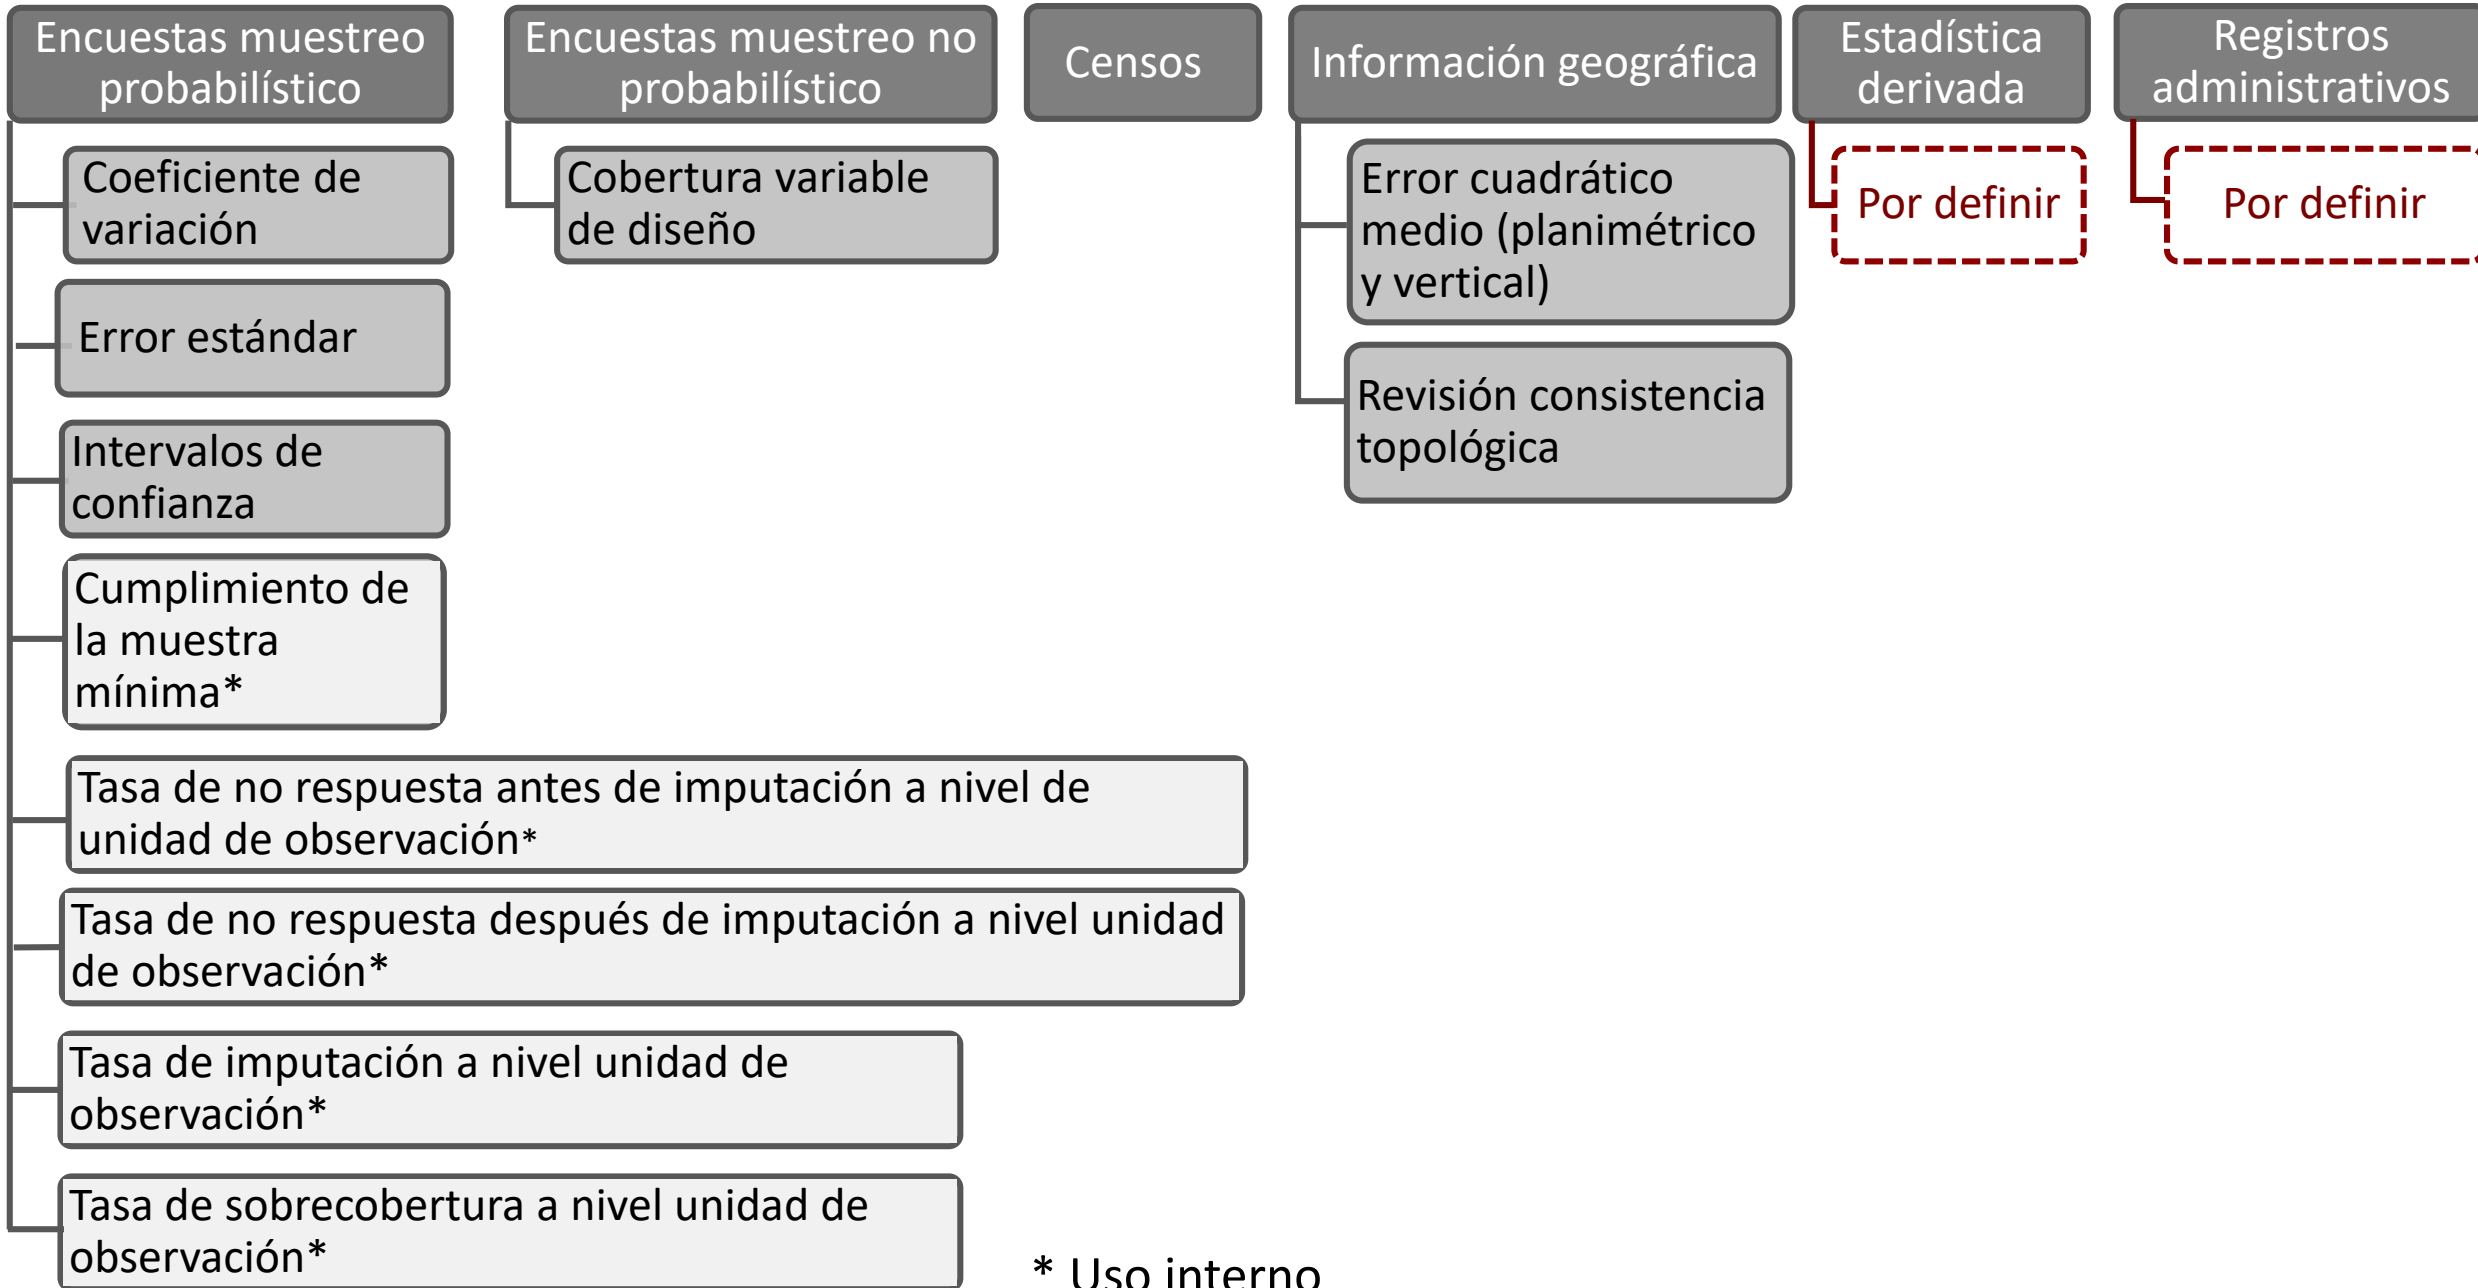 Encuestas muestreo
probabilístico
Encuestas muestreo no
probabilístico
Censos
Información geográfica
Estadística
derivada
Registros
administrativos
Coeficiente de
variación
Error estándar
Intervalos de
confianza
Cumplimiento de
la muestra
mínima*
Tasa de no respuesta antes de imputación a nivel de
unidad de observación*
Tasa de no respuesta después de imputación a nivel unidad
de observación*
Tasa de imputación a nivel unidad de
observación*
Tasa de sobrecobertura a nivel unidad de
observación*
Cobertura variable
de diseño
Error cuadrático
medio (planimétrico
y vertical)
Revisión consistencia
topológica
Por definir
Por definir
* Uso interno